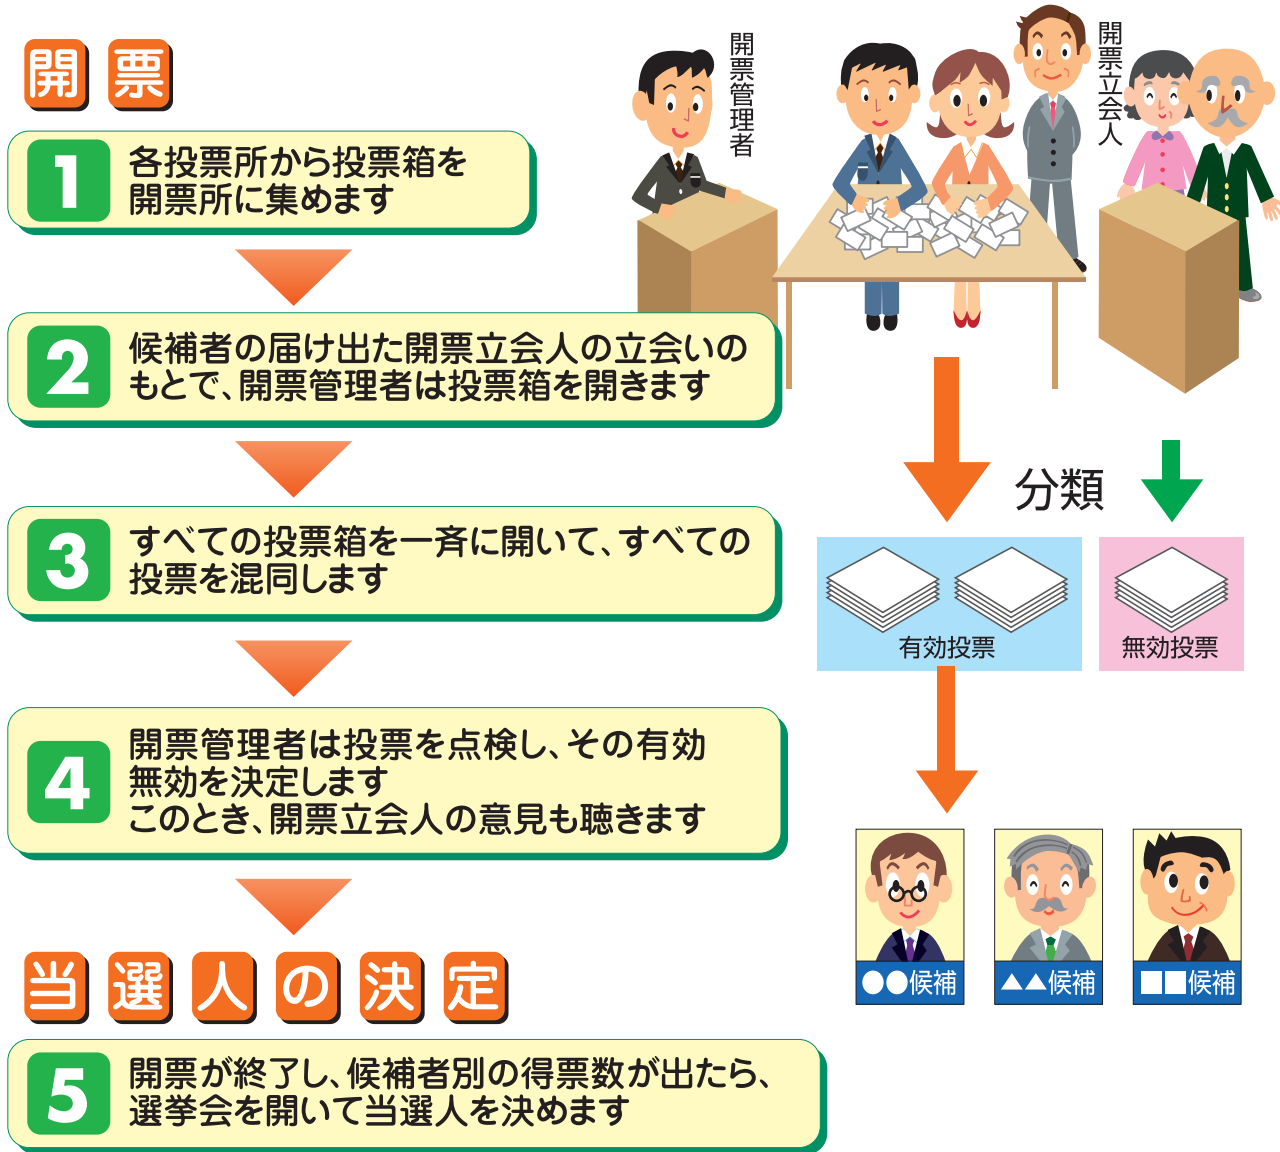 開票
1
各投票所から投票箱を
開票所に集めます
2
候補者の届け出た開票立会人の立会いの
もとで、開票管理者は投票箱を開きます
3
すべての投票箱を一斉に開いて、すべての
投票を混同します
4
開票管理者は投票を点検し、その有効
無効を決定します
このとき、開票立会人の意見も聴きます
当選人の決定
5
開票が終了し、候補者別の得票数が出たら、
選挙会を開いて当選人を決めます
開票管理者
開票立会人
分類
有効投票
無効投票
●●候補
▲▲候補
■■候補